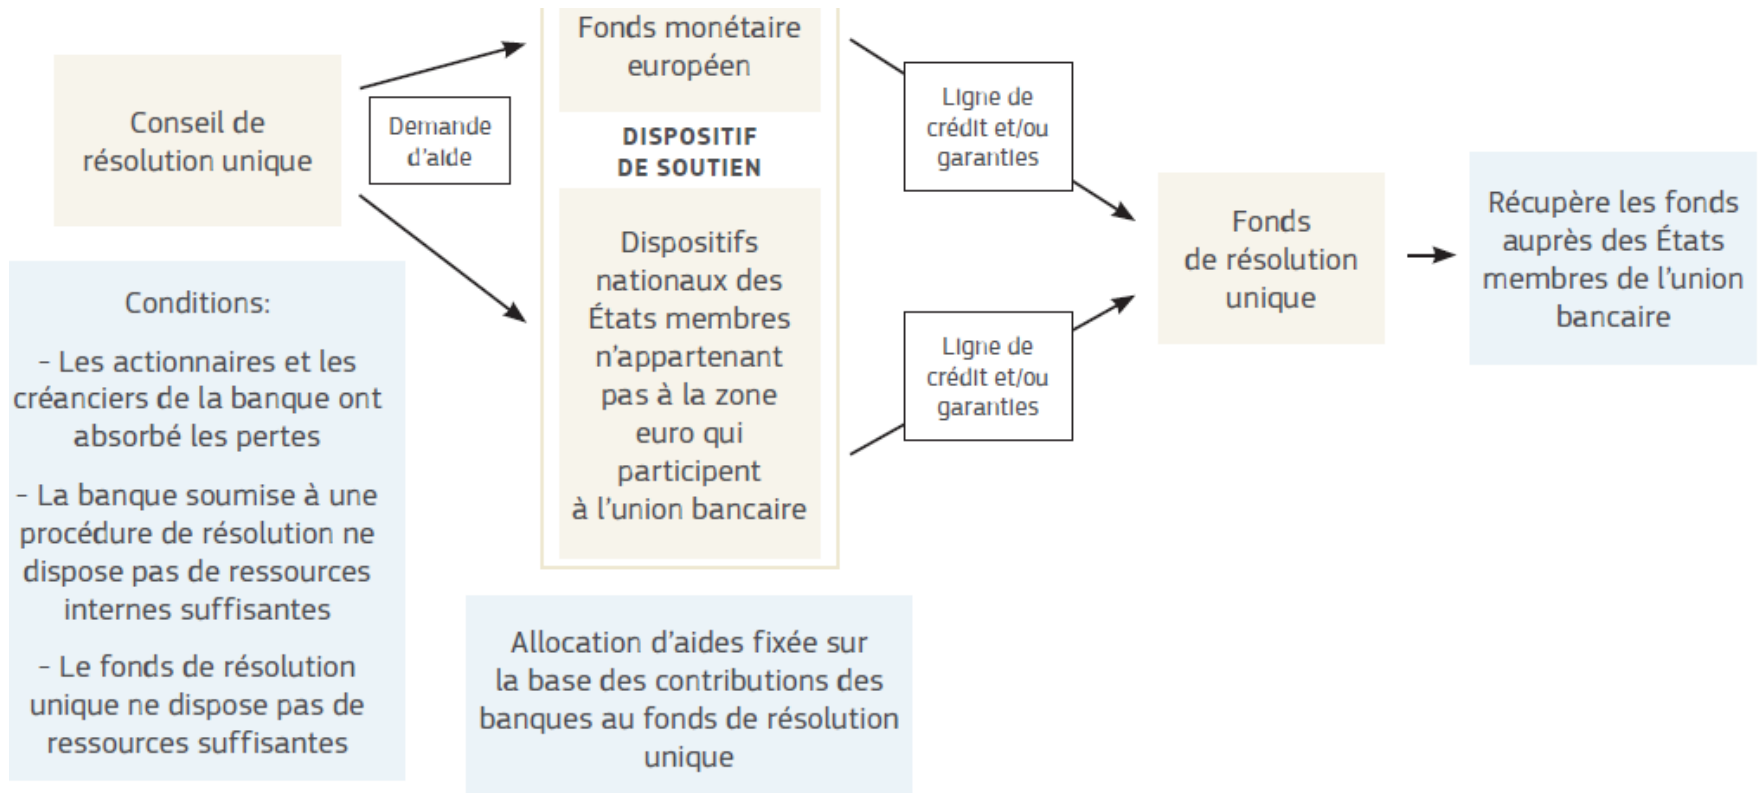 Conseil de
résolution unique
Conditions:
- Les actionnaires et les
créanciers de la banque ont
absorbé les pertes
- La banque soumise à une
procédure de résolution ne
dispose pas de ressources
internes suffisantes
- Le fonds de résolution
unique ne dispose pas de
ressources suffisantes
Demande
d'aide
Fonds monétaire
européen
DISPOSITIF
DE SOUTIEN
Dispositifs
nationaux des
États membres
n'appartenant
pas à la zone
euro qui
participent
à l'union bancaire
Allocation d'aides fixée sur
la base des contributions des
banques au fonds de résolution
unique
Ligne de
crédit et/ou
garanties
Ligne de
crédit et/ou
garanties
Fonds
de résolution
unique
Récupère les fonds
auprès des États
membres de l'union
bancaire